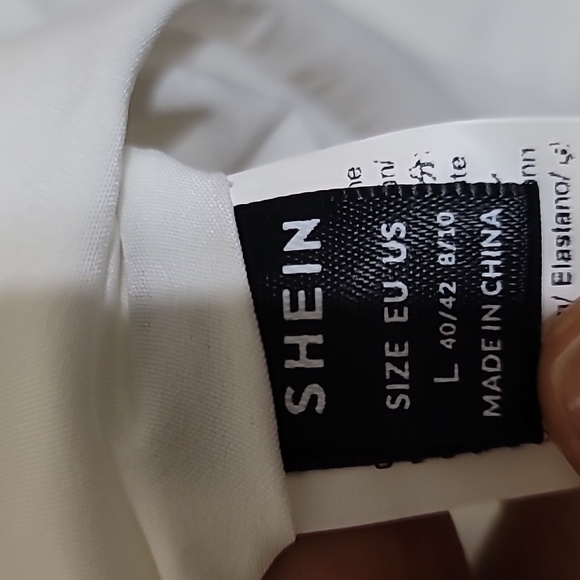 SHEIN
SIZE EU US
L 40/42 8/10
MADE IN CHINA
Elastano/